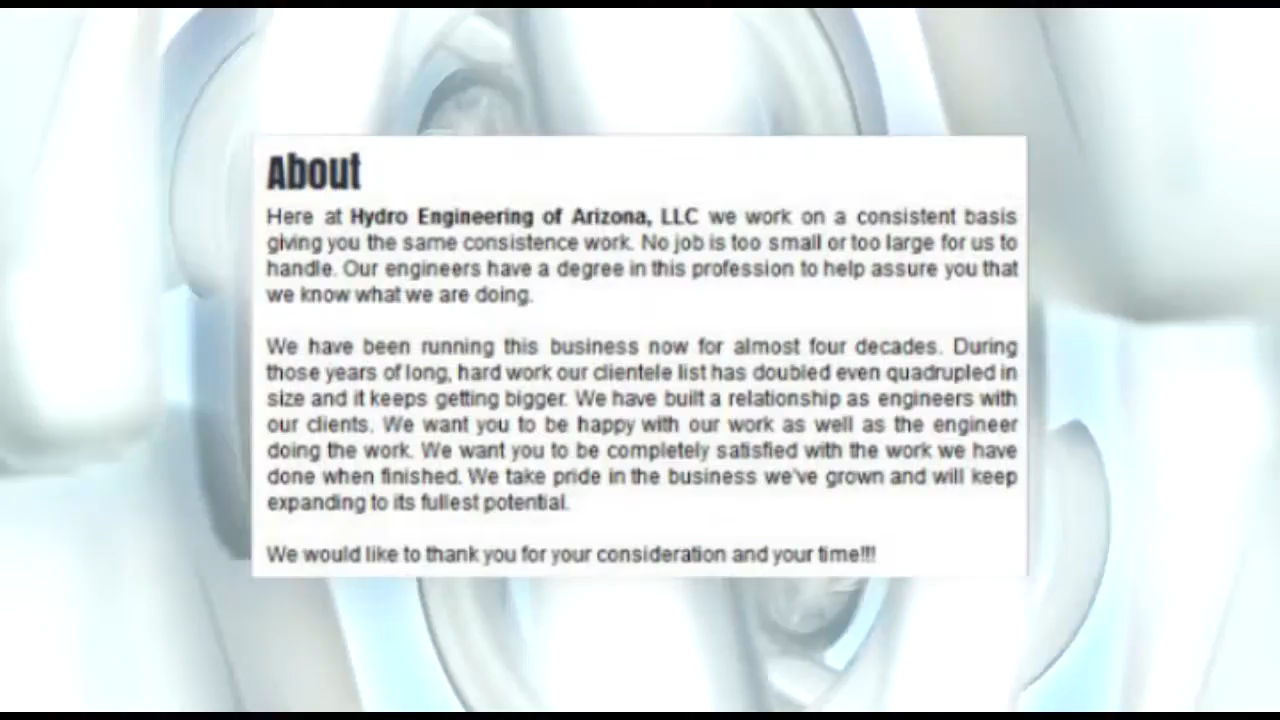 About
Here at Hydro Engineering of Arizona, LLC we work on a consistent basis
giving you the same consistence work. No job is too small or too large for us to
handle. Our engineers have a degree in this profession to help assure you that
we know what we are doing.
We have been running this business now for almost four decades. During
those years of long, hard work our clientele list has doubled even quadrupled in
size and it keeps getting bigger. We have built a relationship as engineers with
our clients. We want you to be happy with our work as well as the engineer
doing the work. We want you to be completely satisfied with the work we have
done when finished. We take pride in the business we've grown and will keep
expanding to its fullest potential.
We would like to thank you for your consideration and your time!!!